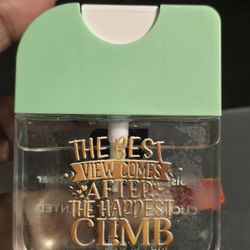 THE BEST
VIEW COMES
AFTER
THE HARDEST
CLIMB